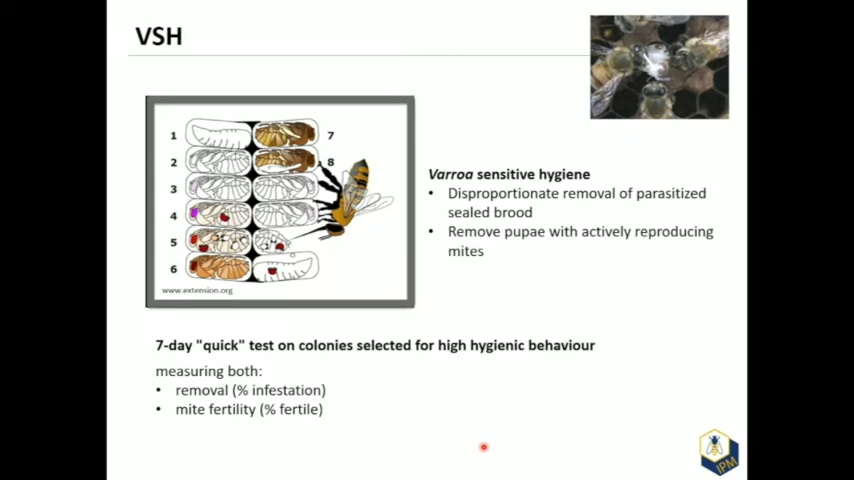 VSH
1
7
2
8
3
4
5
6
www.extension.org
Varroa sensitive hygiene
• Disproportionate removal of parasitized
sealed brood
• Remove pupae with actively reproducing
mites
7-day "quick" test on colonies selected for high hygienic behaviour
measuring both:
• removal (% infestation)
• mite fertility (% fertile)
IPM